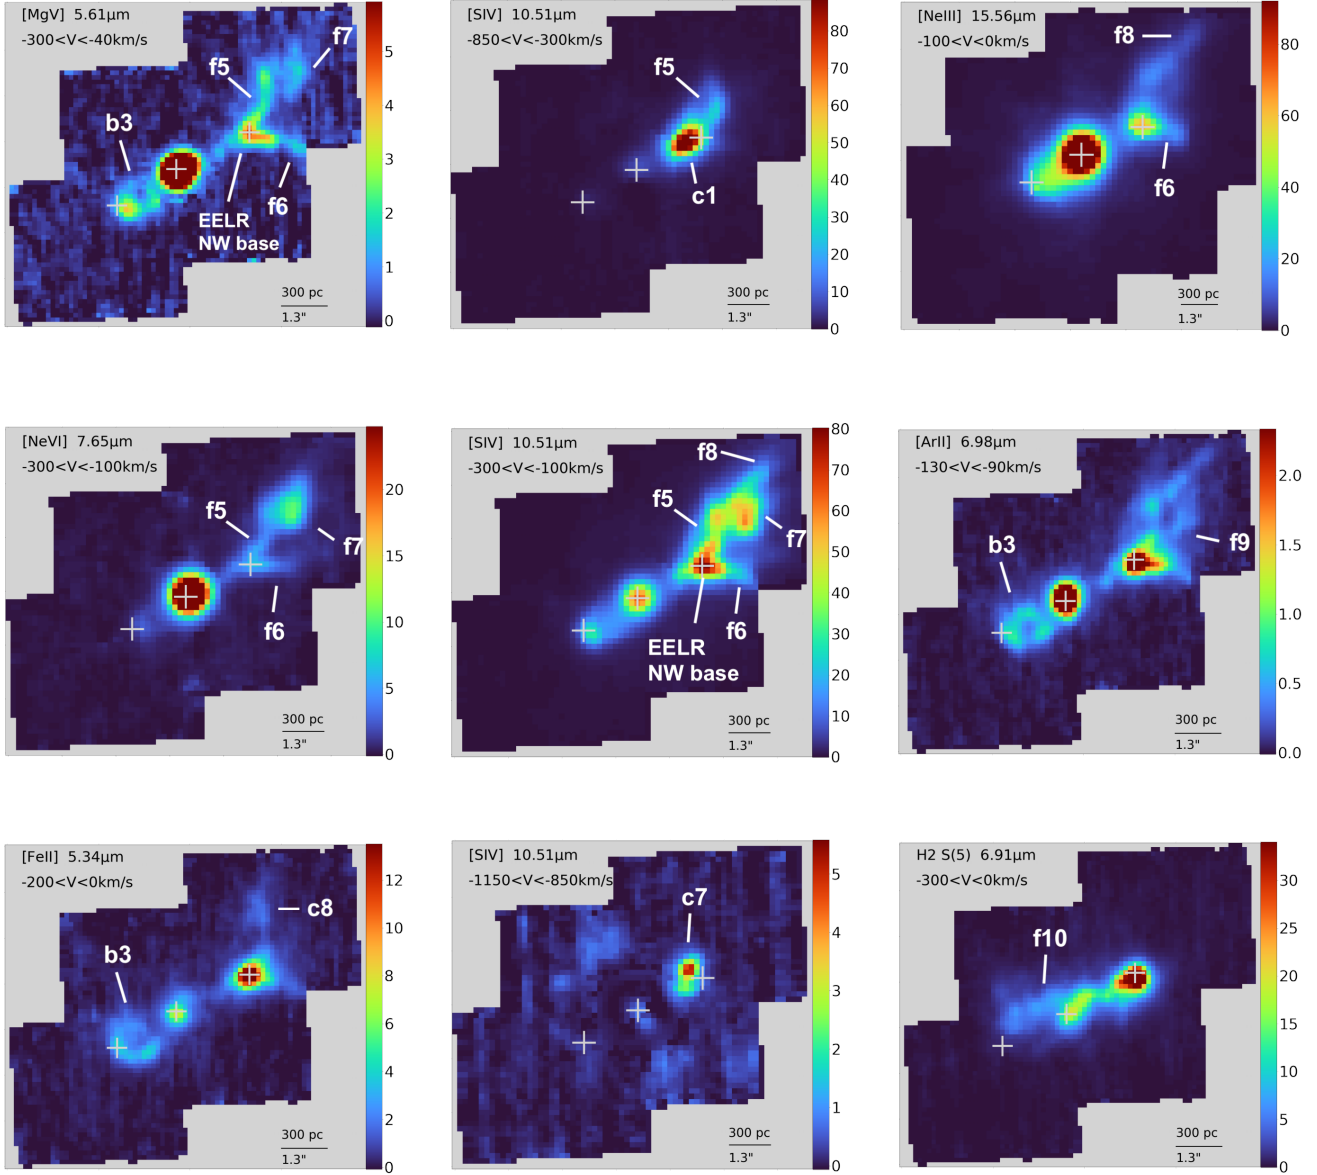 [MgV] 5.61μm
-300<V<-40km/s
f7
f5
b3
f6
EELR
NW base
300 pc
1.3"
5
4
3
2
1
0
[SIV] 10.51μm
-850<V<-300km/s
f5
c1
300 pc
1.3"
80
70
60
50
40
30
20
10
0
[NeIII] 15.56μm
-100<V<0km/s
f8
f6
300 pc
1.3"
80
60
40
20
0
[NeVI] 7.65μm
-300<V<-100km/s
f5
f7
f6
300 pc
1.3"
20
15
10
5
0
[SIV] 10.51μm
-300<V<-100km/s
f8
f5
f7
f6
EELR
NW base
300 pc
1.3"
80
70
60
50
40
30
20
10
0
[ArII] 6.98μm
-130<V<-90km/s
b3
f9
300 pc
1.3"
2.0
1.5
1.0
0.5
0.0
[FeII] 5.34μm
-200<V<0km/s
c8
b3
300 pc
1.3"
12
10
8
6
4
2
0
[SIV] 10.51μm
-1150<V<-850km/s
c7
300 pc
1.3"
5
4
3
2
1
0
H2 S(5) 6.91μm
-300<V<0km/s
f10
300 pc
1.3"
30
25
20
15
10
5
0